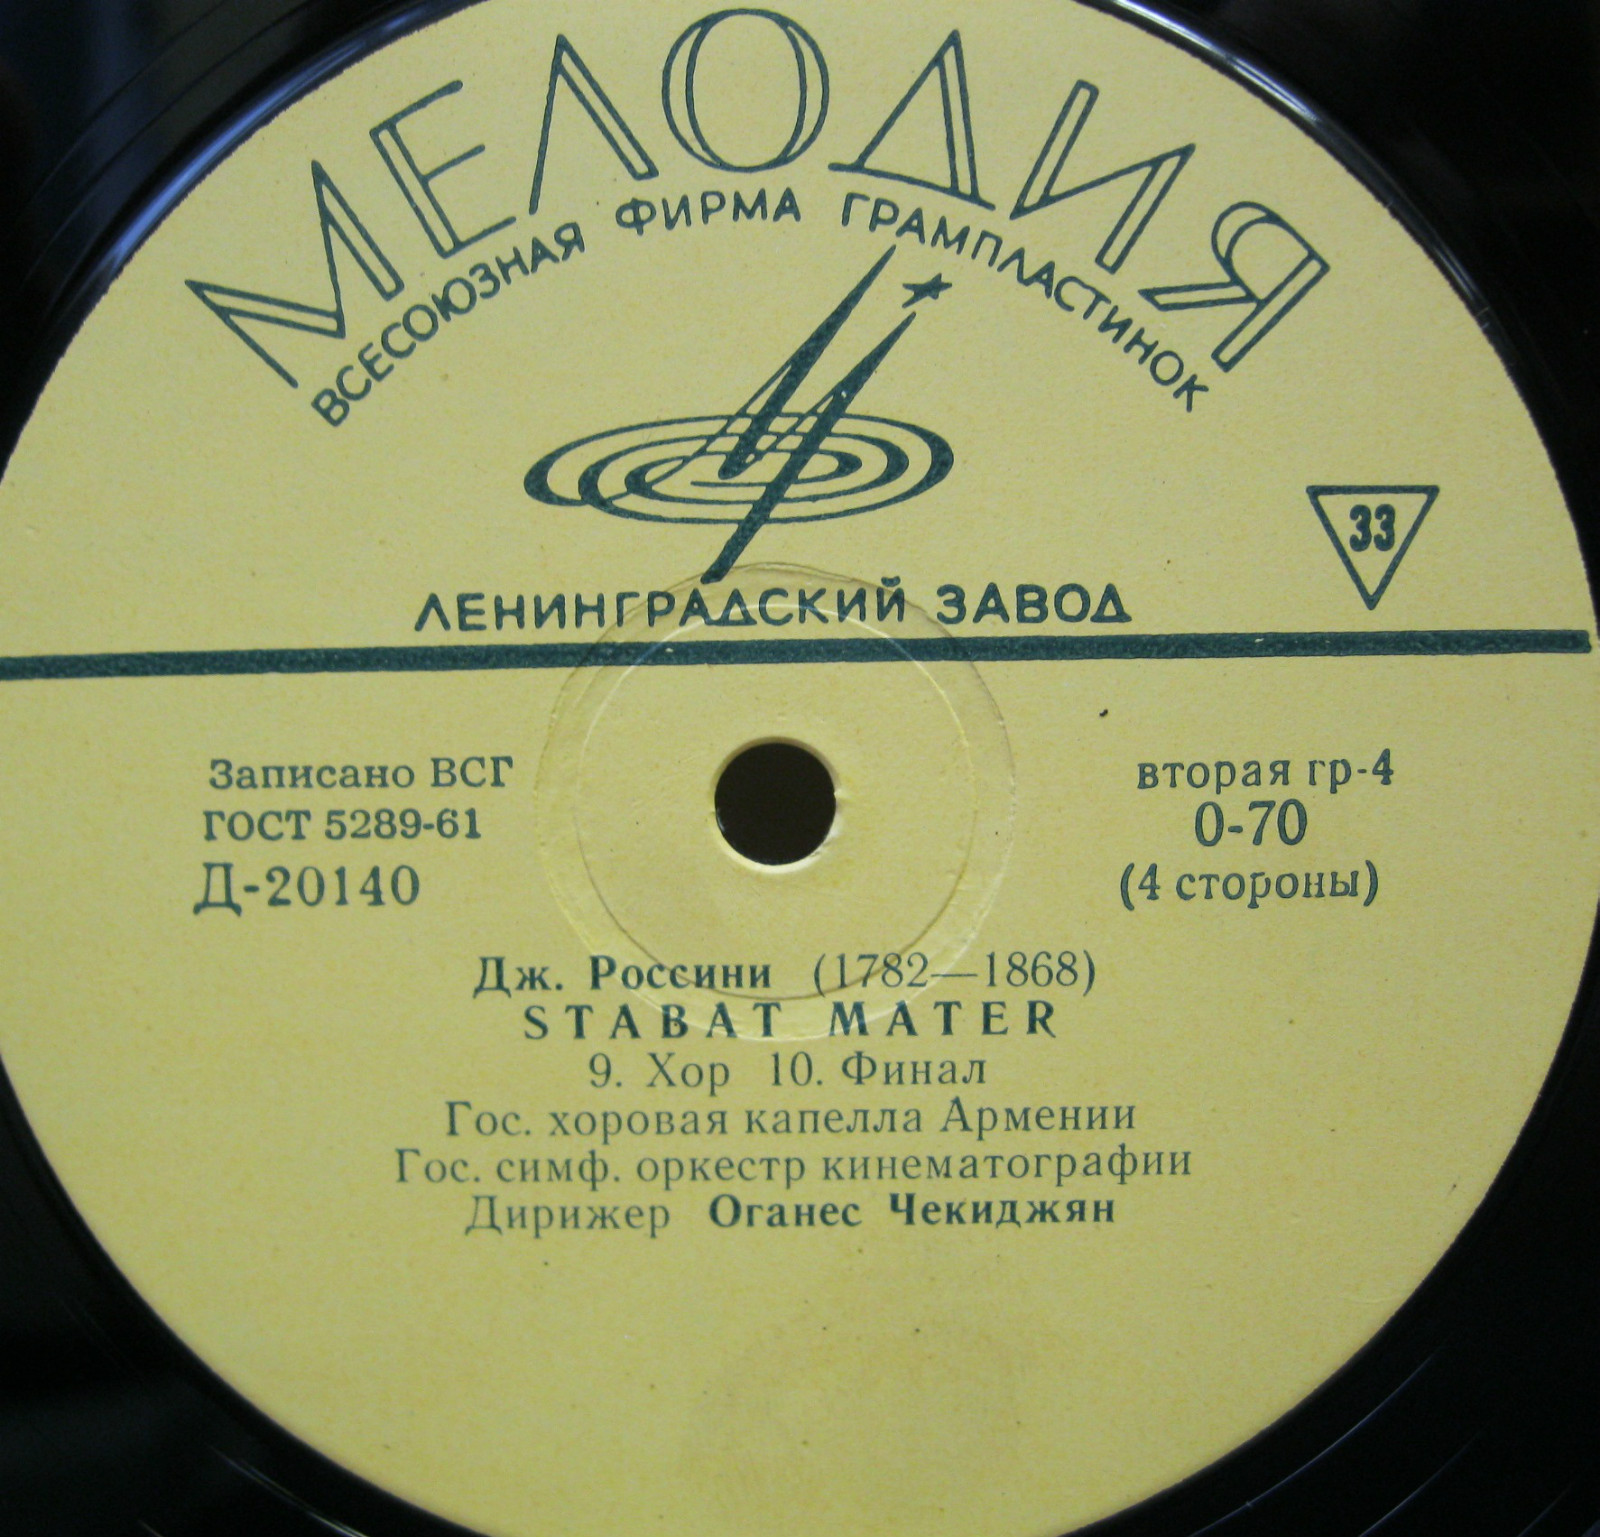 МЕЛОДИЯ
ВСЕСОЮЗНАЯ ФИРМА ГРАМПЛАСТИНОК
33
ЛЕНИНГРАДСКИЙ ЗАВОД
Записано ВСГ
ГОСТ 5289-61
Д-20140
вторая гр-4
0-70
(4 стороны)
Дж. Россини (1782—1868)
STABAT MATER
9. Хор 10. Финал
Гос. хоровая капелла Армении
Гос. симф. оркестр кинематографии
Дирижер Оганес Чекиджян